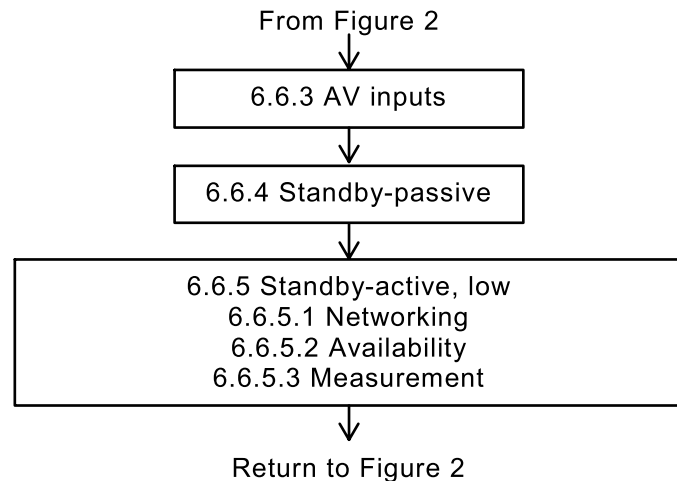 From Figure 2
6.6.3 AV inputs
6.6.4 Standby-passive
6.6.5 Standby-active, low
6.6.5.1 Networking
6.6.5.2 Availability
6.6.5.3 Measurement
Return to Figure 2